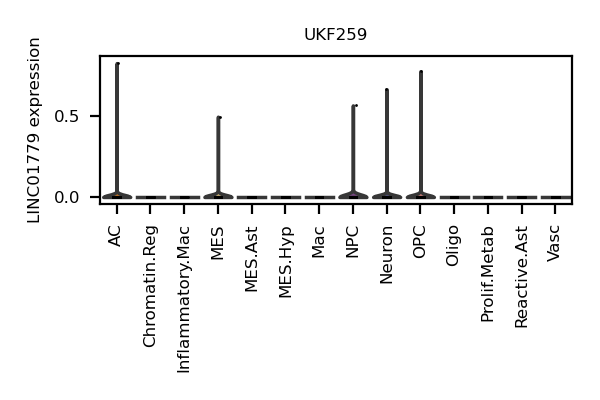 UKF259
LINC01779 expression
0.5
0.0
AC
Chromatin.Reg
Inflammatory.Mac
MES
MES.Ast
MES.Hyp
Mac
NPC
Neuron
OPC
Oligo
Prolif.Metab
Reactive.Ast
Vasc